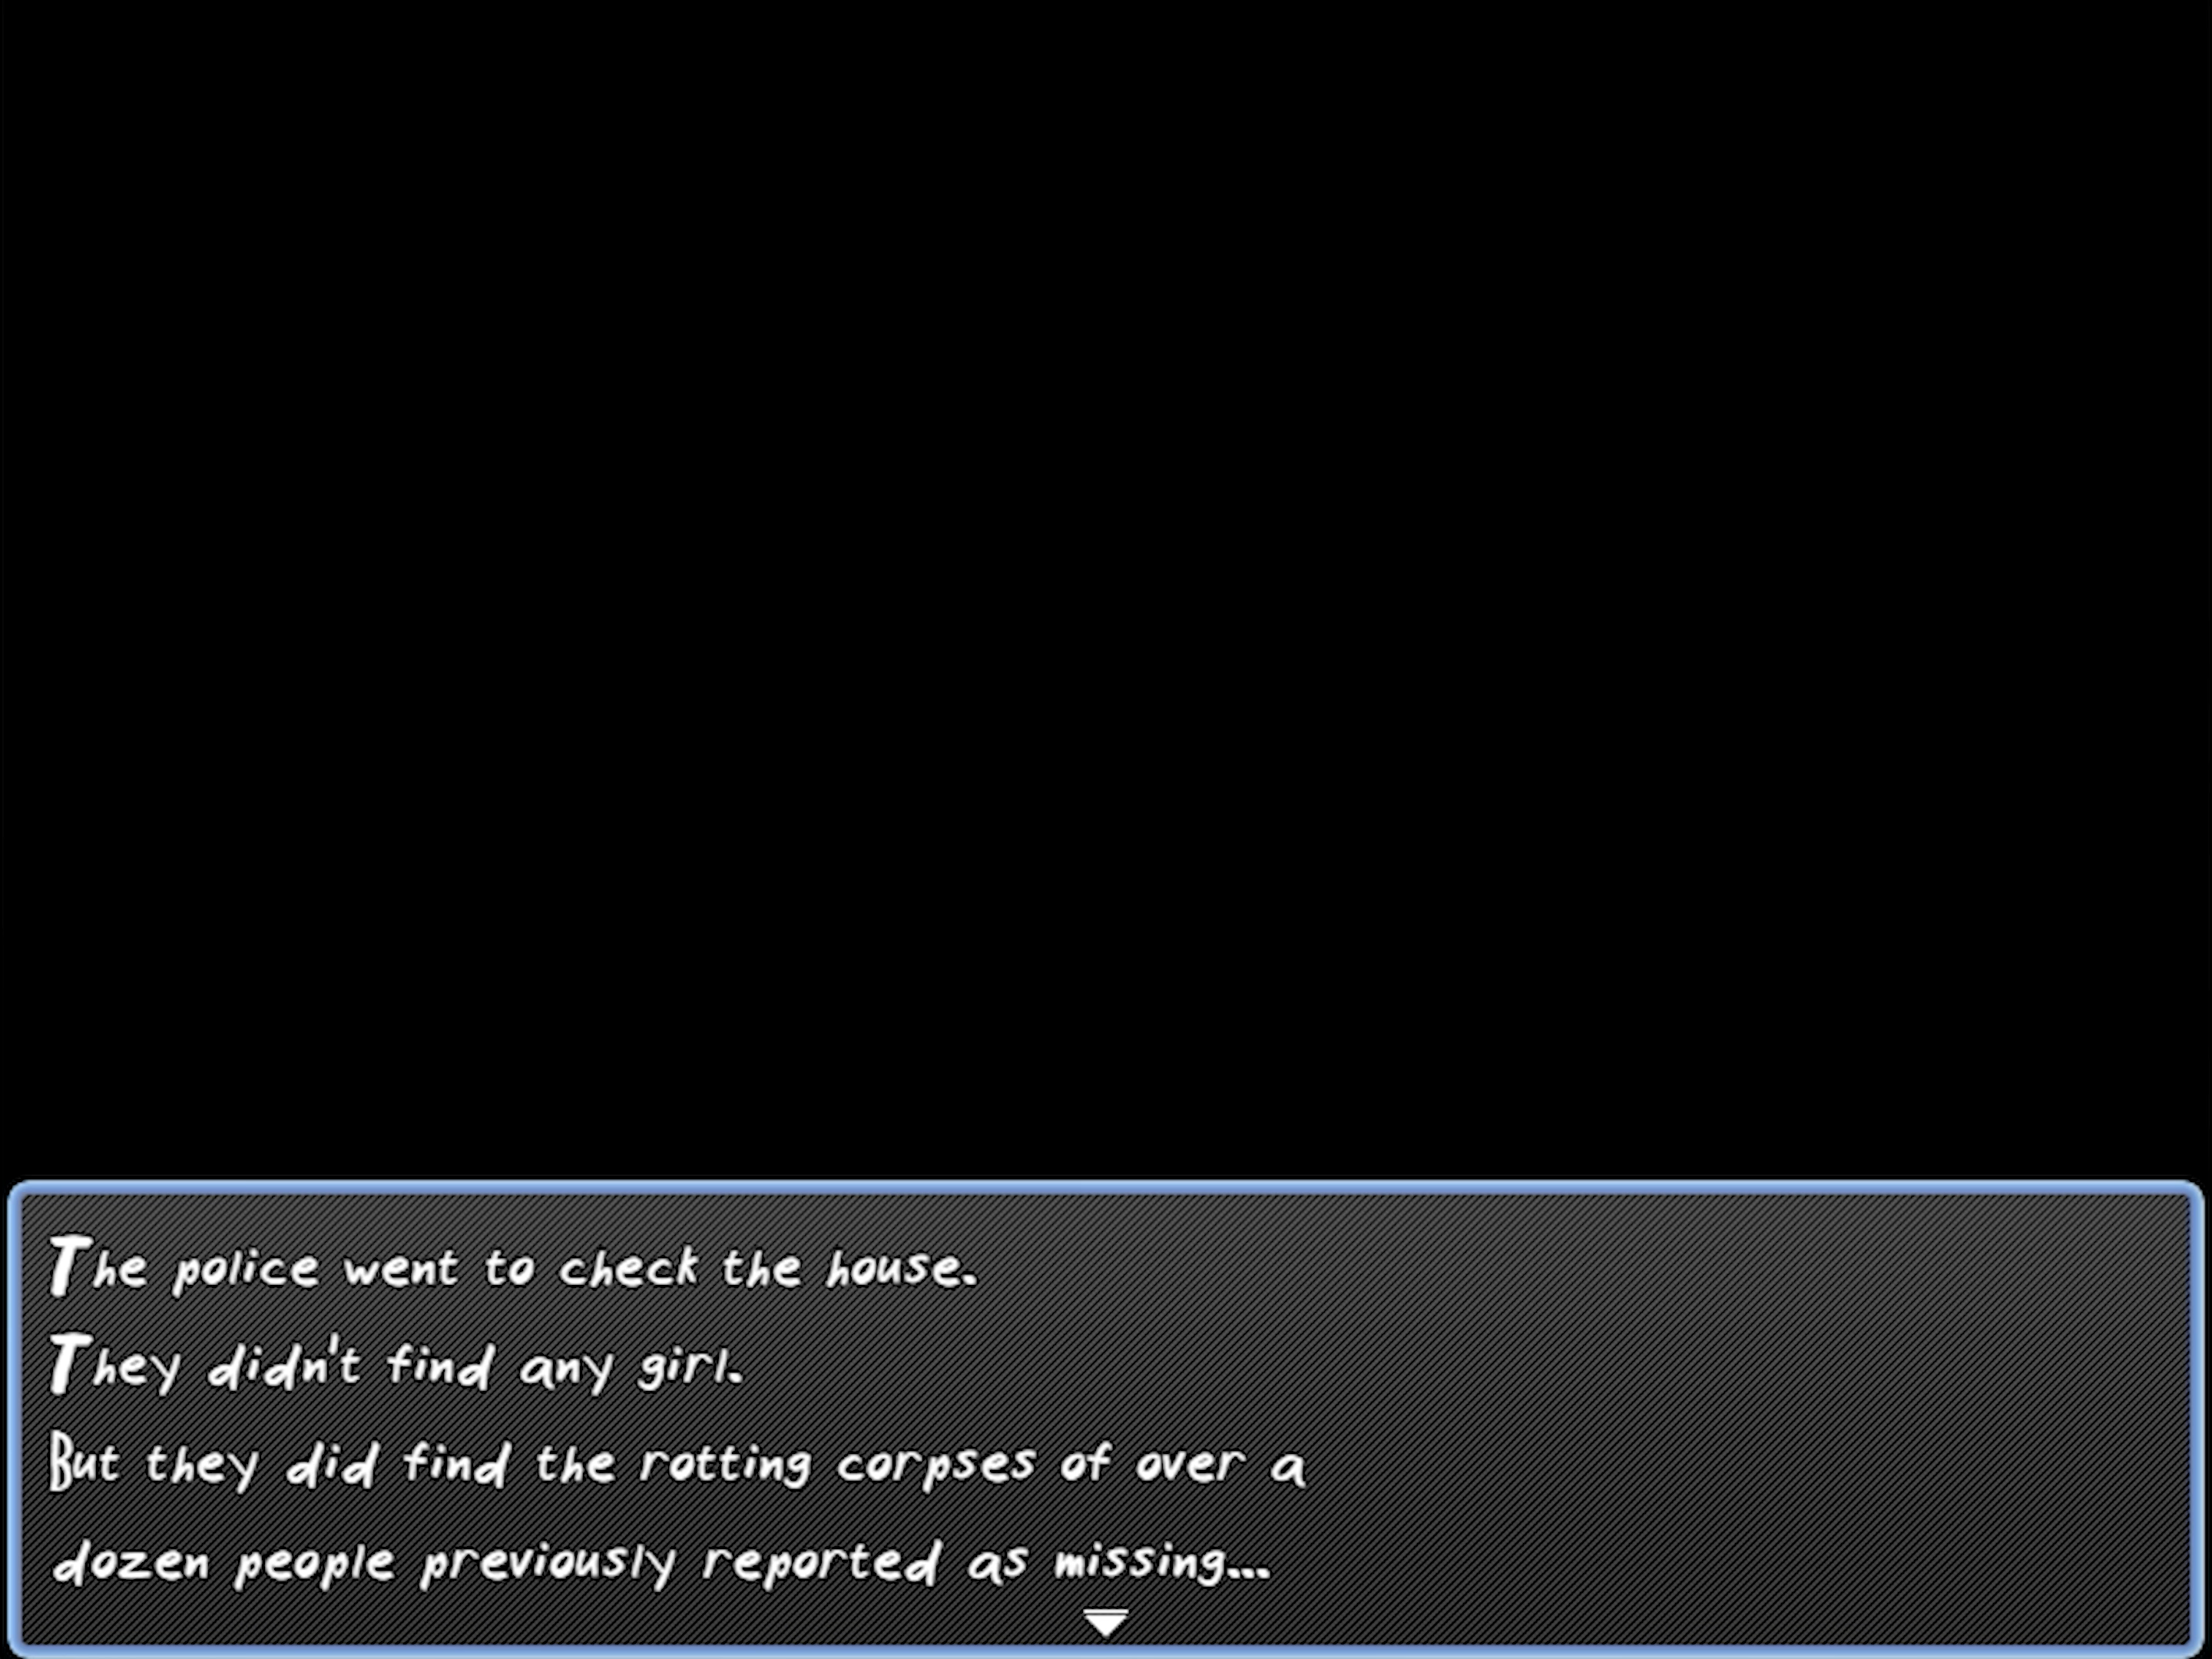 The police went to check the house.
They didn't find any girl.
But they did find the rotting corpses of over a
dozen people previously reported as missing...